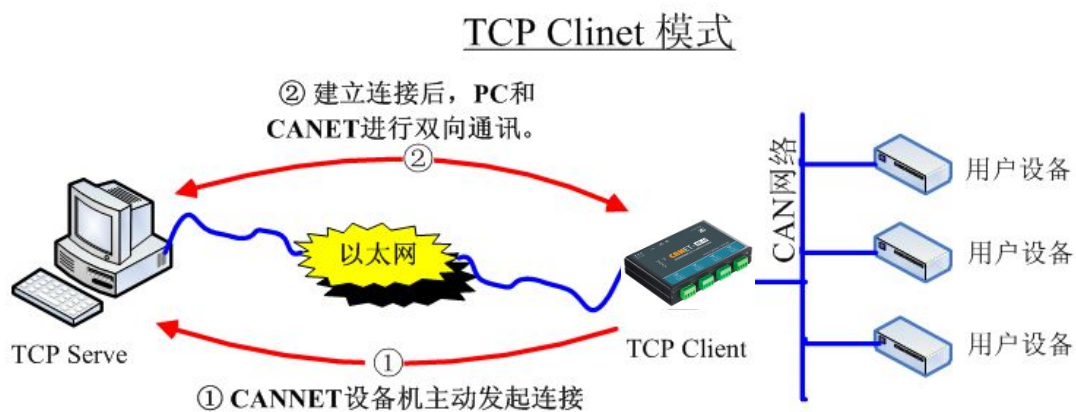 TCP Clinet 模式
② 建立连接后，PC和
CANET进行双向通讯。
②
CAN网络
用户设备
以太网
用户设备
TCP Serve
TCP Client
用户设备
①
① CANNET设备机主动发起连接